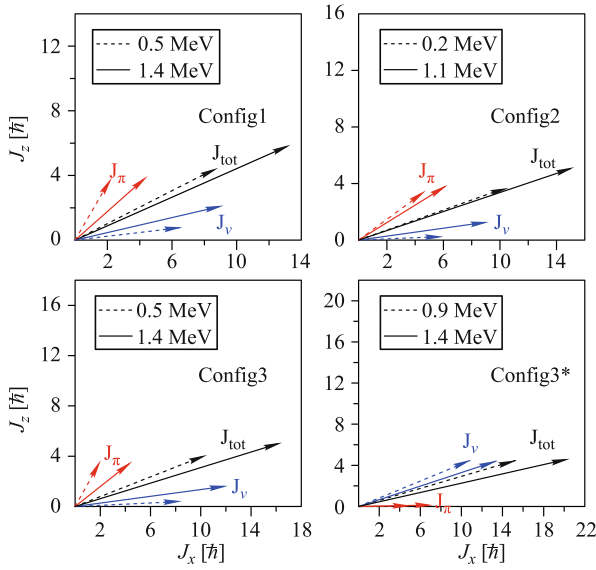 12
8
4
0
2 6 10 14
J_z [ħ]
0.5 MeV
1.4 MeV
Config1
J_π
J_tot
J_ν
16
12
8
4
0
2 6 10 14
0.2 MeV
1.1 MeV
Config2
J_π
J_tot
J_ν
16
12
8
4
0
0 2 6 10 14 18
J_z [ħ]
J_x [ħ]
0.5 MeV
1.4 MeV
Config3
J_π
J_tot
J_ν
20
16
12
8
4
0
0 2 6 10 14 18 22
J_x [ħ]
0.9 MeV
1.4 MeV
Config3*
J_ν
J_tot
J_π